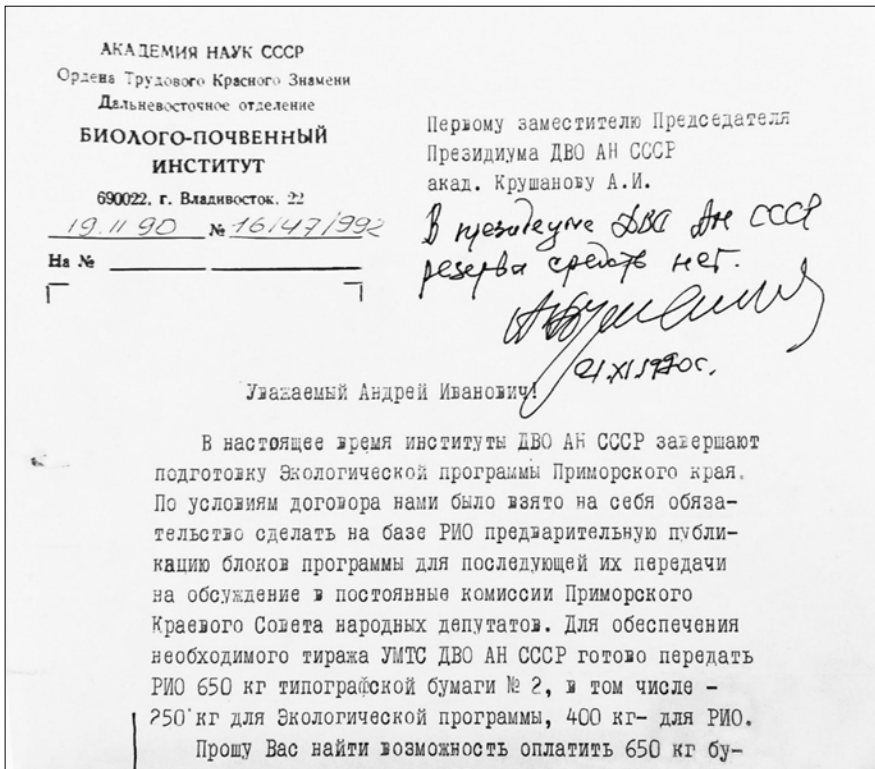 АКАДЕМИЯ НАУК СССР
Ордена Трудового Красного Знамени
Дальневосточное отделение
БИОЛОГО-ПОЧВЕННЫЙ
ИНСТИТУТ
690022, г. Владивосток, 22
19.11 90 № 16/47/992
На №
Первому заместителю Председателя
Президиума ДВО АН СССР
акад. Крушанову А.И.
В президиуме ДВО АН СССР
резерва средств нет.
21.XI.1990г.
Уважаемый Андрей Иванович!
В настоящее время институты ДВО АН СССР завершают
подготовку Экологической программы Приморского края.
По условиям договора нами было взято на себя обяза-
тельство сделать на базе РИО предварительную публи-
кацию блоков программы для последующей их передачи
на обсуждение в постоянные комиссии Приморского
Краевого Совета народных депутатов. Для обеспечения
необходимого тиража УМТС ДВО АН СССР готово передать
РИО 650 кг типографской бумаги № 2, в том числе -
250 кг для Экологической программы, 400 кг- для РИО.
Прошу Вас найти возможность оплатить 650 кг бу-